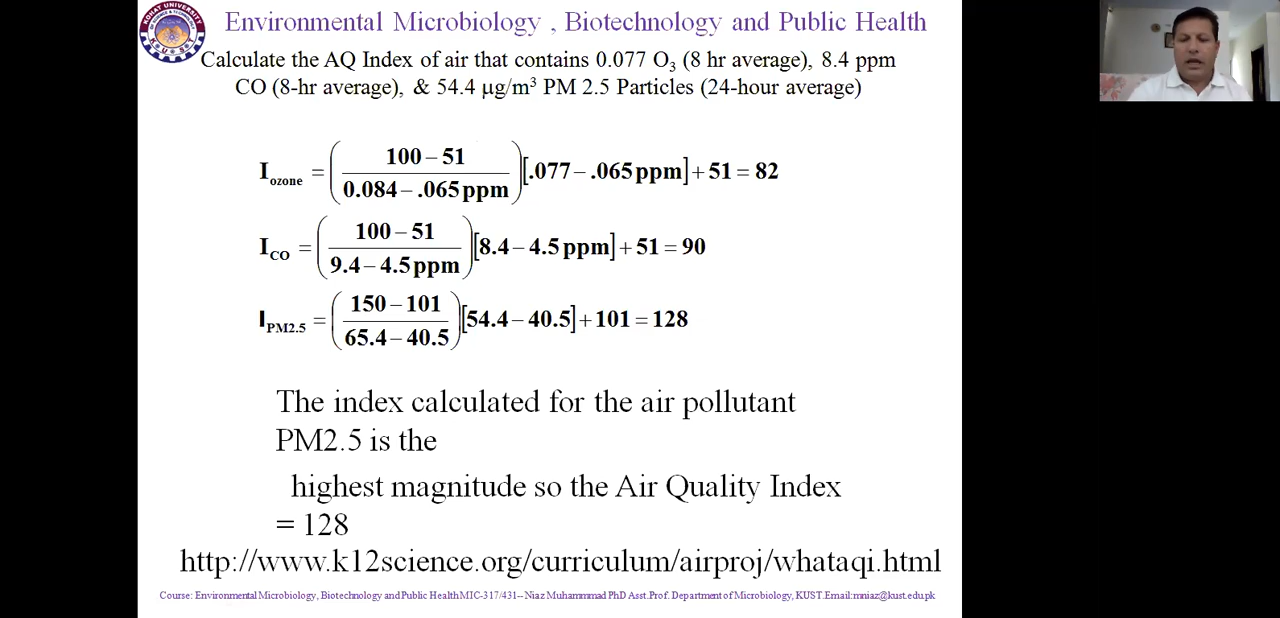 KOHAT UNIVERSITY
K U S T
Environmental Microbiology , Biotechnology and Public Health
Calculate the AQ Index of air that contains 0.077 O₃ (8 hr average), 8.4 ppm
CO (8-hr average), & 54.4 µg/m³ PM 2.5 Particles (24-hour average)
I ozone = ( 100 – 51 / 0.084 – .065 ppm ) [.077 – .065 ppm] + 51 = 82
I CO = ( 100 – 51 / 9.4 – 4.5 ppm ) [8.4 – 4.5 ppm] + 51 = 90
I PM2.5 = ( 150 – 101 / 65.4 – 40.5 ) [54.4 – 40.5] + 101 = 128
The index calculated for the air pollutant
PM2.5 is the
highest magnitude so the Air Quality Index
= 128
http://www.k12science.org/curriculum/airproj/whataqi.html
Course: Environmental Microbiology, Biotechnology and Public Health MIC-317/431-- Niaz Muhammmad PhD Asst.Prof. Department of Microbiology, KUST.Email:mniaz@kust.edu.pk